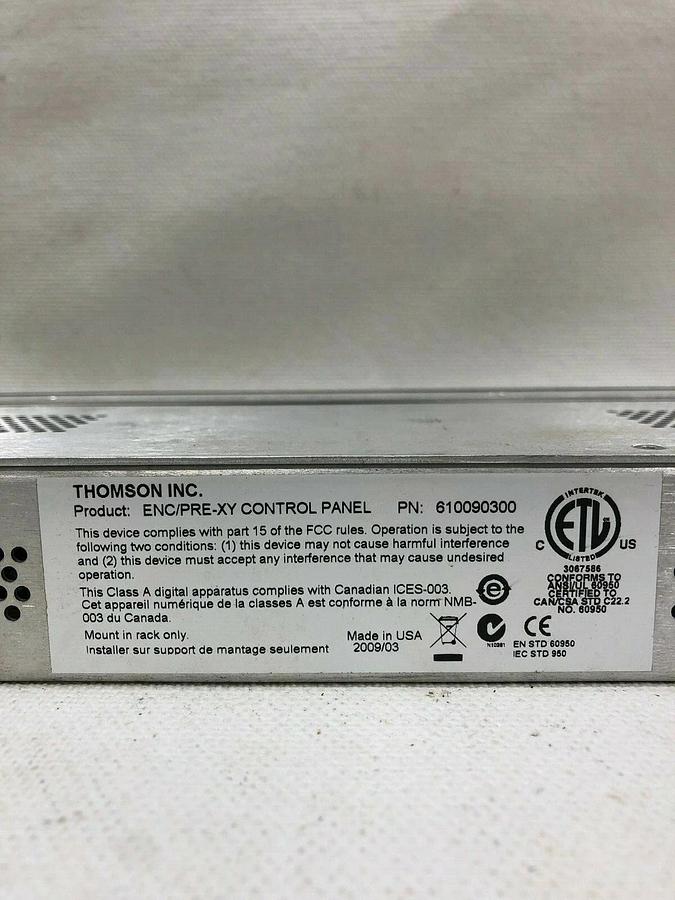 THOMSON INC.
Product: ENC/PRE-XY CONTROL PANEL PN: 610090300
This device complies with part 15 of the FCC rules. Operation is subject to the
following two conditions: (1) this device may not cause harmful interference
and (2) this device must accept any interference that may cause undesired
operation.
This Class A digital apparatus complies with Canadian ICES-003.
Cet appareil numérique de la classes A est conforme à la norm NMB-
003 du Canada.
Mount in rack only.
Installer sur support de montage seulement
Made in USA
2009/03
INTERTEK
ETL
C US
LISTED
3067586
CONFORMS TO
ANSI/UL 60950
CERTIFIED TO
CAN/CSA STD C22.2
NO. 60950
e
N10381
CE
EN STD 60950
IEC STD 950